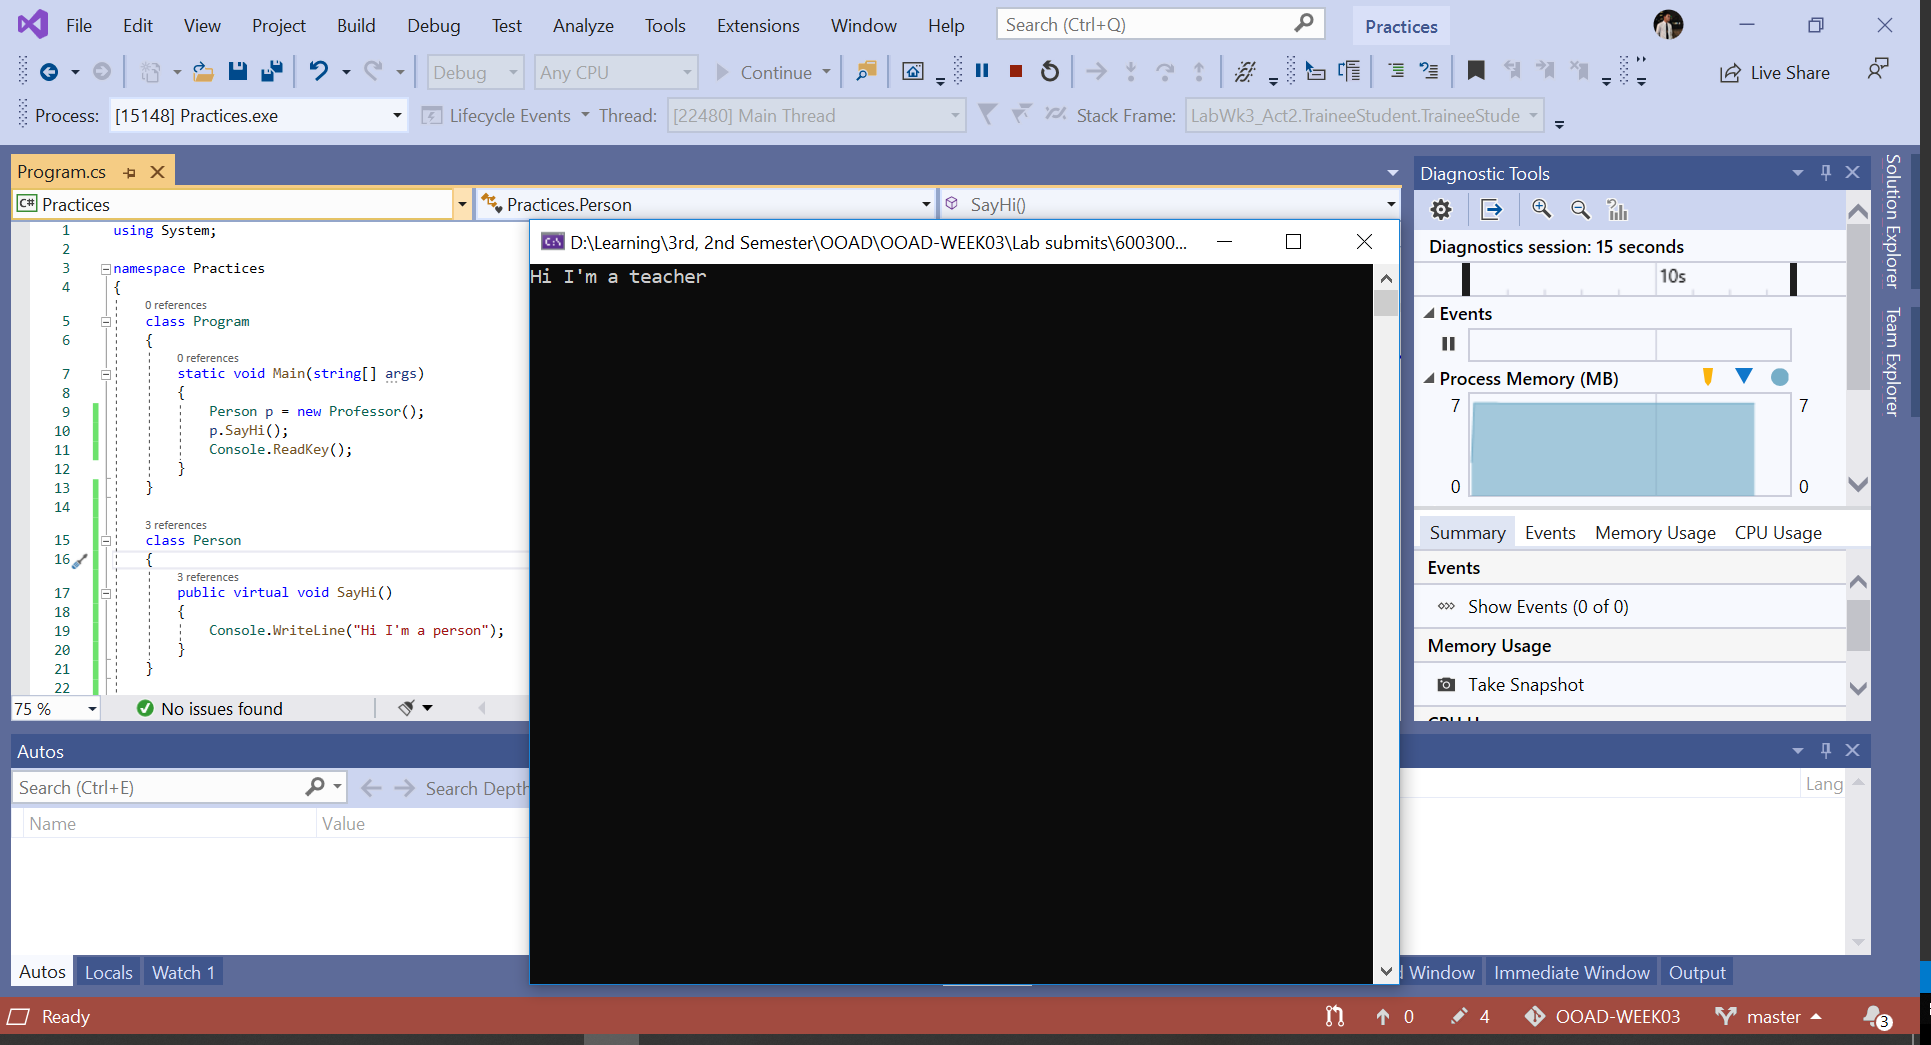 File Edit View Project Build Debug Test Analyze Tools Extensions Window Help Search (Ctrl+Q) Practices
Debug Any CPU Continue Live Share
Process: [15148] Practices.exe Lifecycle Events Thread: [22480] Main Thread Stack Frame: LabWk3_Act2.TraineeStudent.TraineeStude
Program.cs
C# Practices Practices.Person SayHi()
1 using System;
2
3 namespace Practices
4 {
0 references
5 class Program
6 {
0 references
7 static void Main(string[] args)
8 {
9 Person p = new Professor();
10 p.SayHi();
11 Console.ReadKey();
12 }
13 }
14
3 references
15 class Person
16 {
3 references
17 public virtual void SayHi()
18 {
19 Console.WriteLine("Hi I'm a person");
20 }
21 }
22
75 % No issues found
C:\ D:\Learning\3rd, 2nd Semester\OOAD\OOAD-WEEK03\Lab submits\600300...
Hi I'm a teacher
Diagnostic Tools
Diagnostics session: 15 seconds
10s
Events
Process Memory (MB)
7 7
0 0
Summary Events Memory Usage CPU Usage
Events
Show Events (0 of 0)
Memory Usage
Take Snapshot
Solution Explorer
Team Explorer
Autos
Search (Ctrl+E) Search Depth
Name Value
Lang
Autos Locals Watch 1
Window Immediate Window Output
Ready 0 4 OOAD-WEEK03 master 3